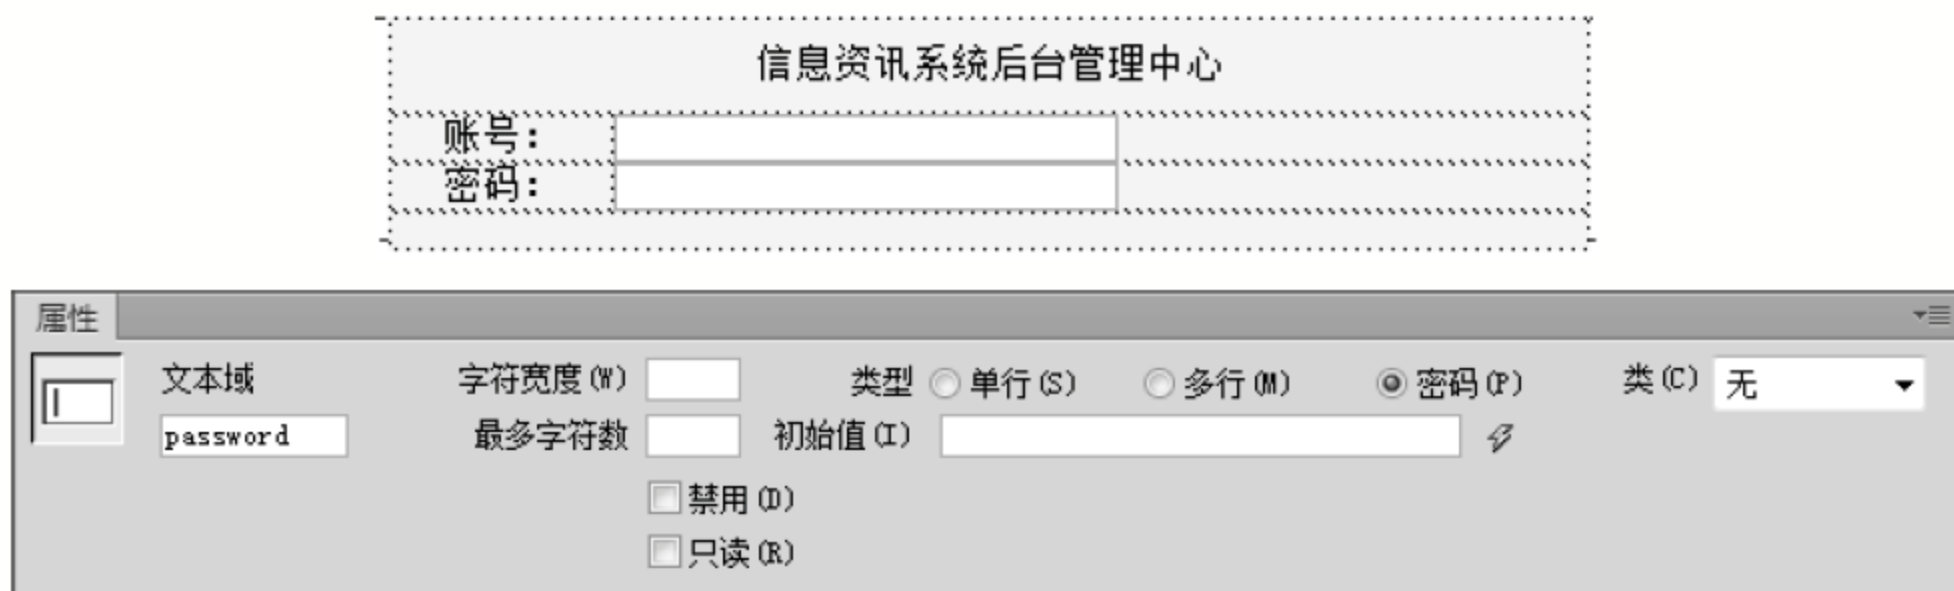 信息资讯系统后台管理中心
账号：
密码：
属性
文本域 字符宽度(W) 类型 单行(S) 多行(M) 密码(P) 类(C) 无
password 最多字符数 初始值(I)
禁用(D)
只读(R)